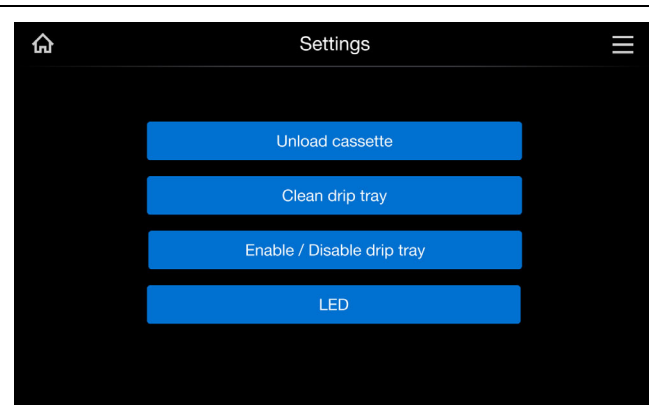 Settings
Unload cassette
Clean drip tray
Enable / Disable drip tray
LED